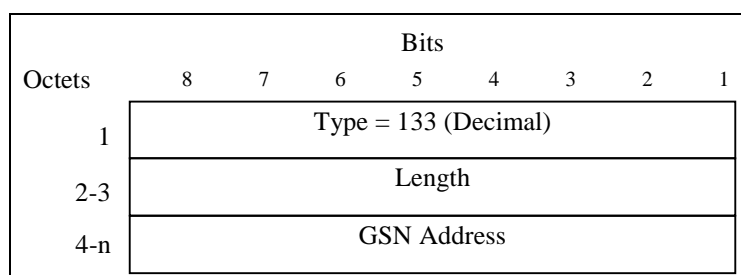 Bits
Octets 8 7 6 5 4 3 2 1
1 Type = 133 (Decimal)
2-3 Length
4-n GSN Address